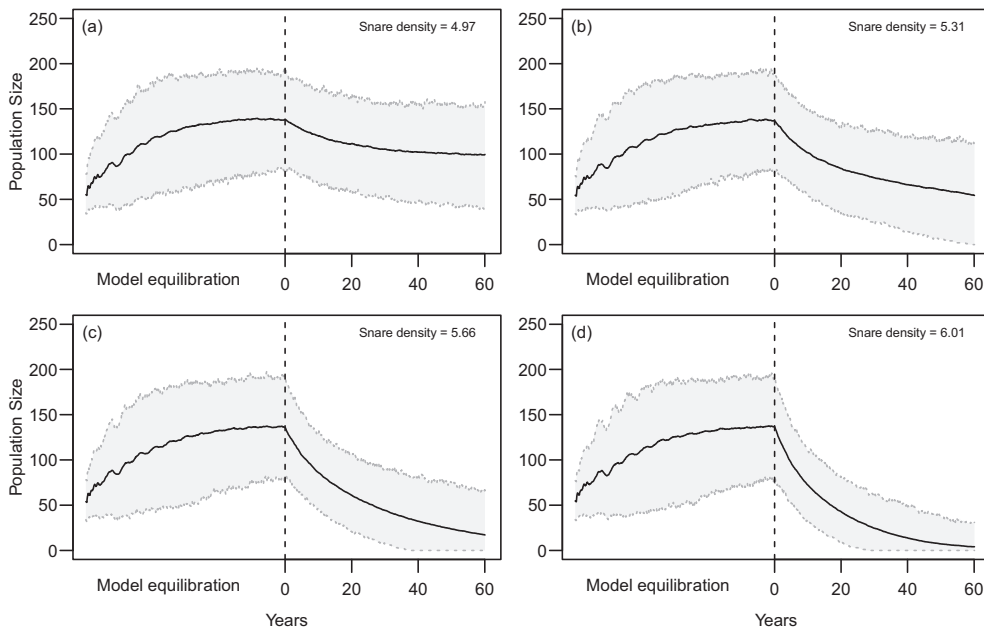 (a)
Snare density = 4.97
250
200
150
100
50
0
Population Size
Model equilibration
0
20
40
60
(b)
Snare density = 5.31
250
200
150
100
50
0
Model equilibration
0
20
40
60
(c)
Snare density = 5.66
250
200
150
100
50
0
Population Size
Model equilibration
0
20
40
60
Years
(d)
Snare density = 6.01
250
200
150
100
50
0
Model equilibration
0
20
40
60
Years